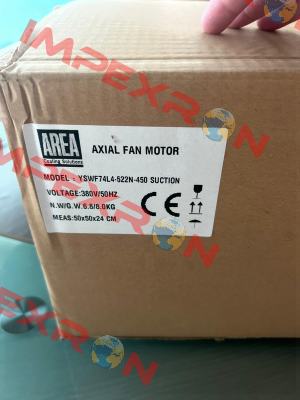 IMPEXRON
AREA
Cooling Solutions
AXIAL FAN MOTOR
MODEL : YSWF74L4-522N-450 SUCTION
VOLTAGE:380V/50HZ
N.W/G.W.6.8/8.0KG
MEAS:50x50x24 CM
CE
IMPEXRON